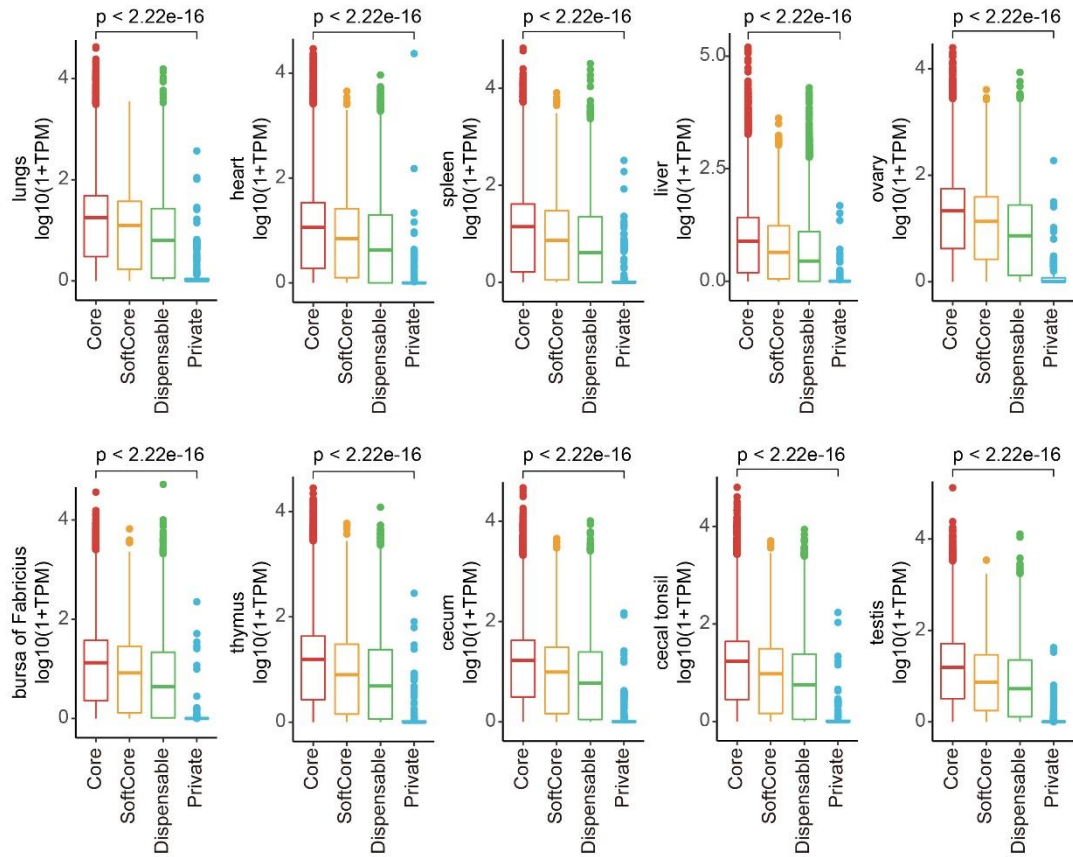 p < 2.22e-16
lungs
log10(1+TPM)
4
2
0
Core
SoftCore
Dispensable
Private
p < 2.22e-16
heart
log10(1+TPM)
4
2
0
Core
SoftCore
Dispensable
Private
p < 2.22e-16
spleen
log10(1+TPM)
4
2
0
Core
SoftCore
Dispensable
Private
p < 2.22e-16
liver
log10(1+TPM)
5.0
2.5
0.0
Core
SoftCore
Dispensable
Private
p < 2.22e-16
ovary
log10(1+TPM)
4
2
0
Core
SoftCore
Dispensable
Private
p < 2.22e-16
bursa of Fabricius
log10(1+TPM)
4
2
0
Core
SoftCore
Dispensable
Private
p < 2.22e-16
thymus
log10(1+TPM)
4
2
0
Core
SoftCore
Dispensable
Private
p < 2.22e-16
cecum
log10(1+TPM)
4
2
0
Core
SoftCore
Dispensable
Private
p < 2.22e-16
cecal tonsil
log10(1+TPM)
4
2
0
Core
SoftCore
Dispensable
Private
p < 2.22e-16
testis
log10(1+TPM)
4
2
0
Core
SoftCore
Dispensable
Private